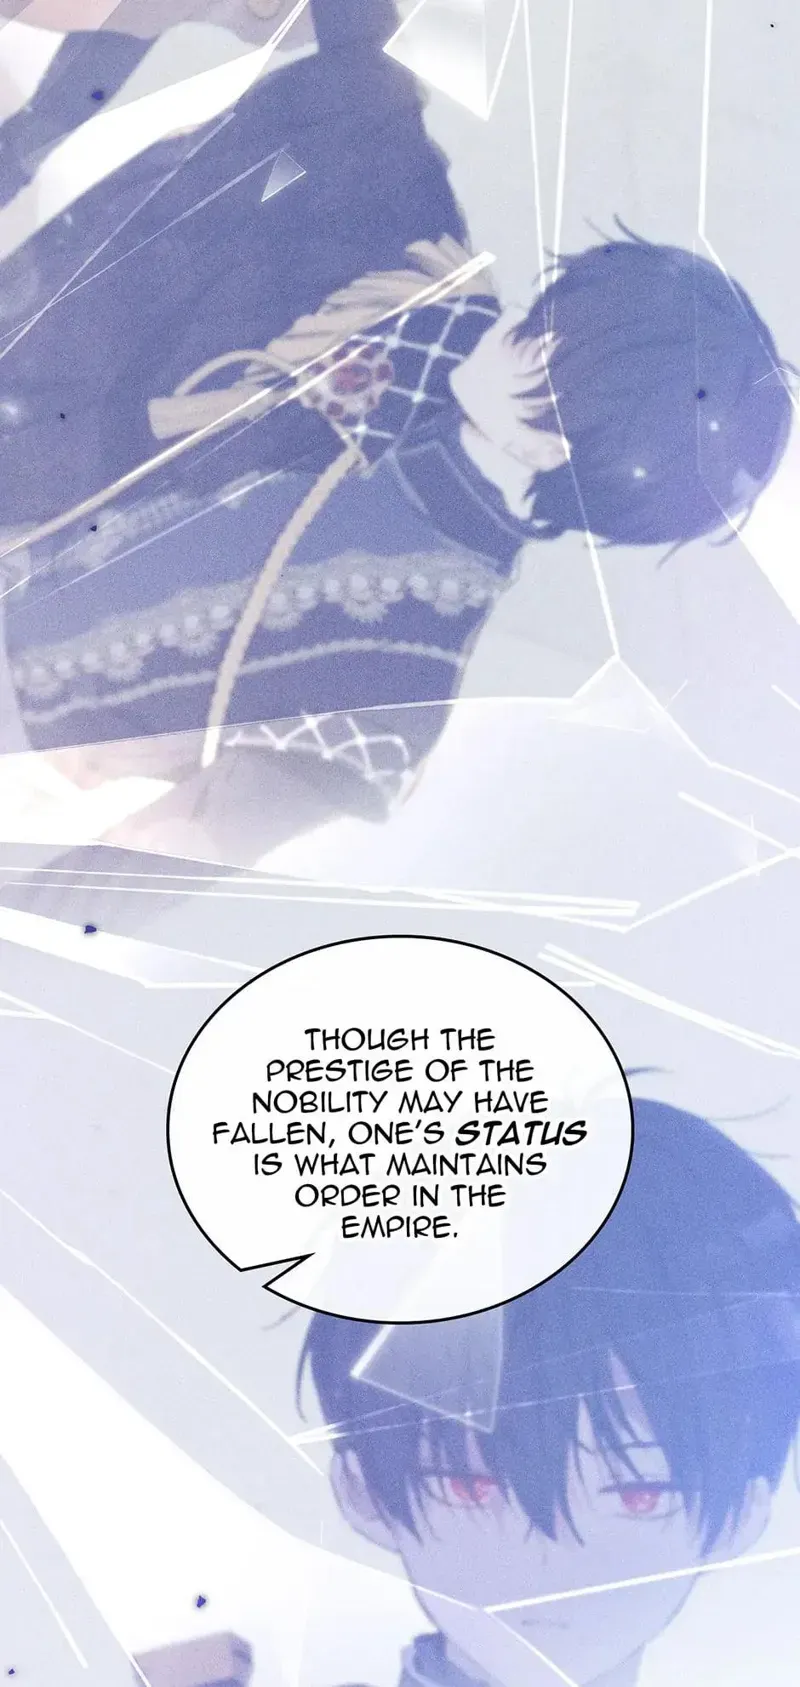 THOUGH THE
PRESTIGE OF THE
NOBILITY MAY HAVE
FALLEN, ONE'S STATUS
IS WHAT MAINTAINS
ORDER IN THE
EMPIRE.